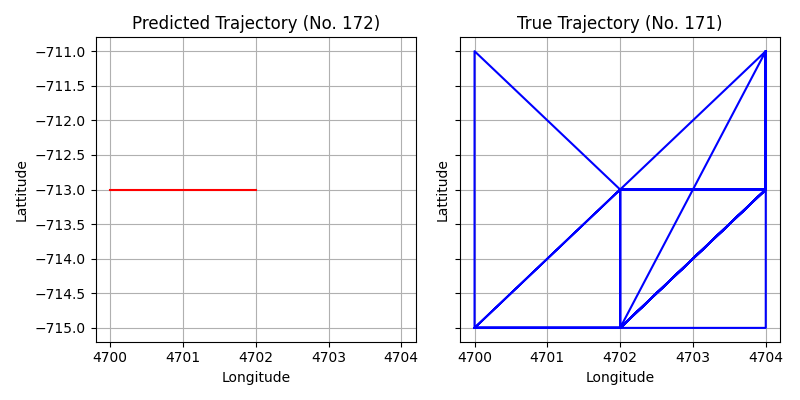 Predicted Trajectory (No. 172)
True Trajectory (No. 171)
−711.0
−711.5
−712.0
−712.5
−713.0
−713.5
−714.0
−714.5
−715.0
Lattitude
Lattitude
4700 4701 4702 4703 4704
4700 4701 4702 4703 4704
Longitude
Longitude